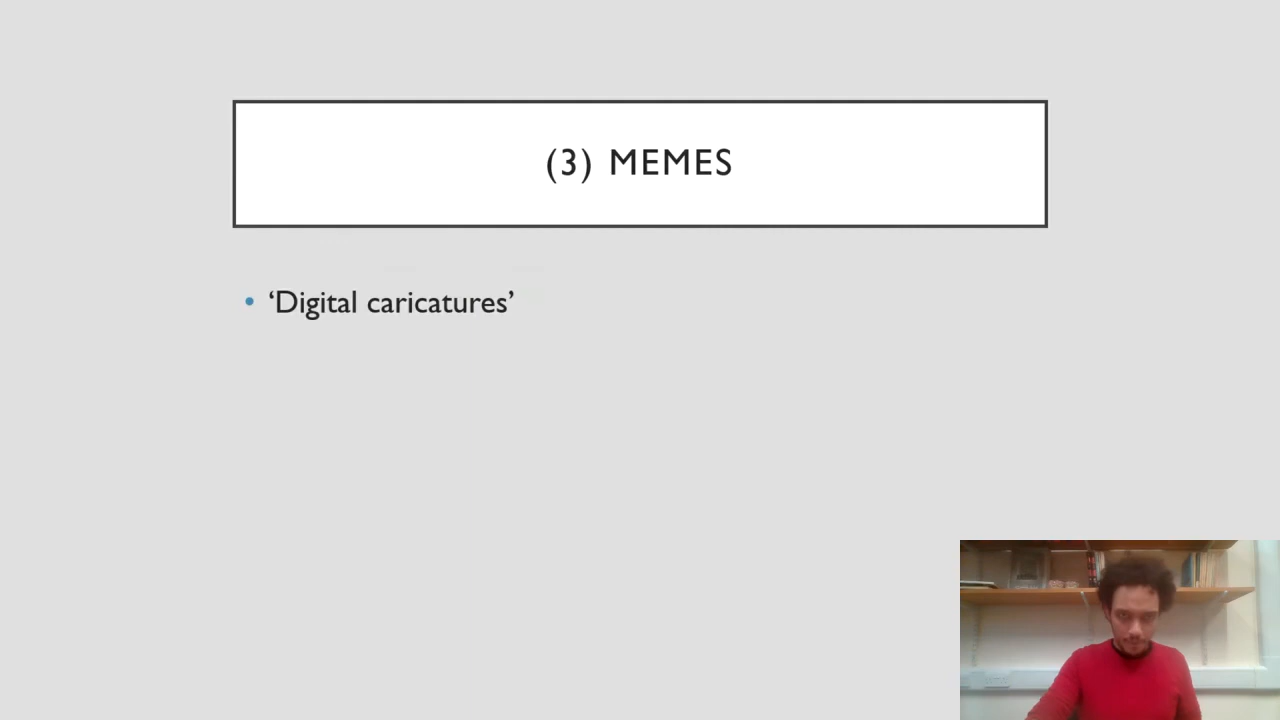 (3) MEMES
• ‘Digital caricatures’